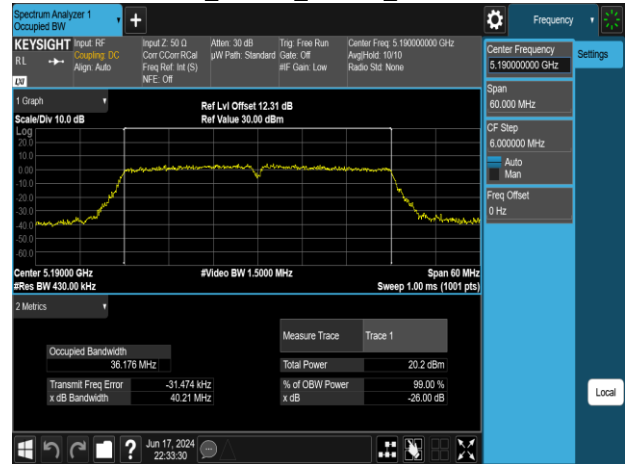 Spectrum Analyzer 1
Occupied BW
Frequency
KEYSIGHT
RL
LXI
Input: RF
Coupling: DC
Align: Auto
Input Z: 50 Ω
Corr CCorr RCal
Freq Ref: Int (S)
NFE: Off
Atten: 30 dB
µW Path: Standard
Trig: Free Run
Gate: Off
#IF Gain: Low
Center Freq: 5.190000000 GHz
Avg|Hold: 10/10
Radio Std: None
Center Frequency
5.190000000 GHz
Settings
Span
60.000 MHz
CF Step
6.000000 MHz
Auto
Man
Freq Offset
0 Hz
Local
1 Graph
Scale/Div 10.0 dB
Ref Lvl Offset 12.31 dB
Ref Value 30.00 dBm
Log
20.0
10.0
0.00
-10.0
-20.0
-30.0
-40.0
-50.0
-60.0
Center 5.19000 GHz
#Video BW 1.5000 MHz
Span 60 MHz
#Res BW 430.00 kHz
Sweep 1.00 ms (1001 pts)
2 Metrics
Measure Trace
Trace 1
Occupied Bandwidth
36.176 MHz
Total Power
20.2 dBm
Transmit Freq Error
-31.474 kHz
% of OBW Power
99.00 %
x dB Bandwidth
40.21 MHz
x dB
-26.00 dB
?
Jun 17, 2024
22:33:30